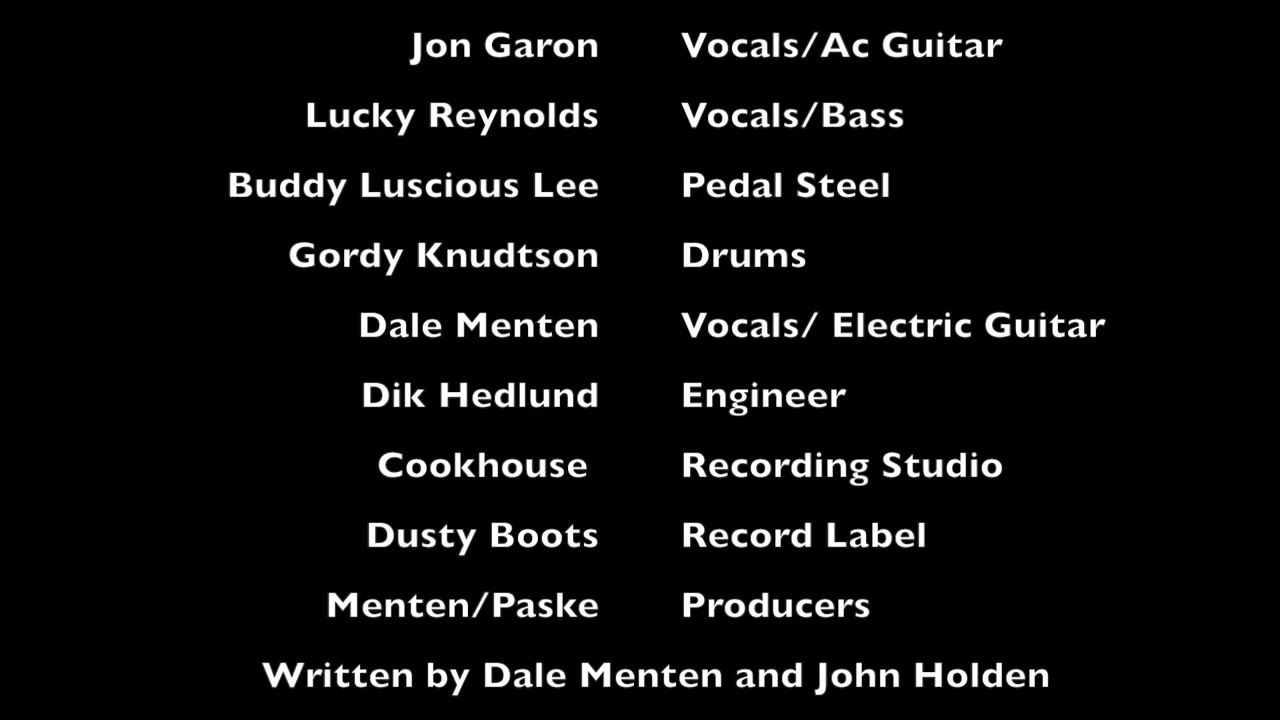 Jon Garon Vocals/Ac Guitar
Lucky Reynolds Vocals/Bass
Buddy Luscious Lee Pedal Steel
Gordy Knudtson Drums
Dale Menten Vocals/ Electric Guitar
Dik Hedlund Engineer
Cookhouse Recording Studio
Dusty Boots Record Label
Menten/Paske Producers
Written by Dale Menten and John Holden